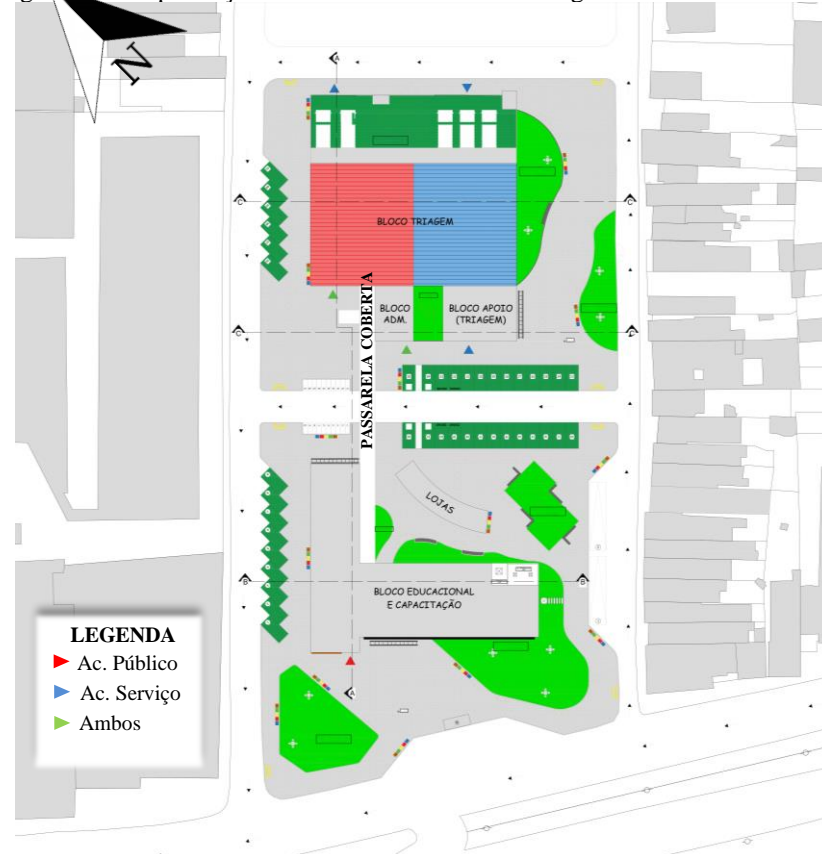 N
A
BLOCO TRIAGEM
C
C
BLOCO
ADM.
BLOCO APOIO
(TRIAGEM)
PASSARELA COBERTA
LOJAS
B
B
BLOCO EDUCACIONAL
E CAPACITAÇÃO
A
LEGENDA
Ac. Público
Ac. Serviço
Ambos